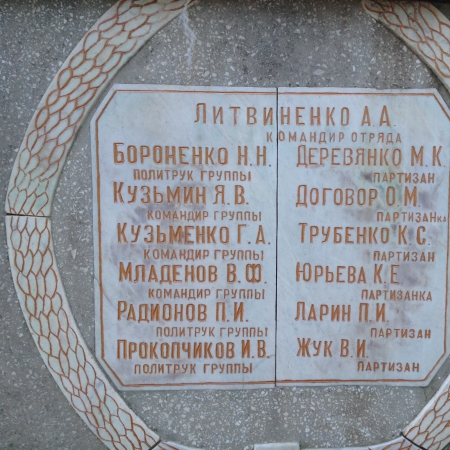 ЛИТВИНЕНКО А.А.
КОМАНДИР ОТРЯДА
БОРОНЕНКО Н.Н.
ПОЛИТРУК ГРУППЫ
КУЗЬМИН Я.В.
КОМАНДИР ГРУППЫ
КУЗЬМЕНКО Г.А.
КОМАНДИР ГРУППЫ
МЛАДЕНОВ В.Ф.
КОМАНДИР ГРУППЫ
РАДИОНОВ П.И.
ПОЛИТРУК ГРУППЫ
ПРОКОПЧИКОВ И.В.
ПОЛИТРУК ГРУППЫ
ДЕРЕВЯНКО М.К.
ПАРТИЗАН
ДОГОВОР О.М.
ПАРТИЗАНКА
ТРУБЕНКО К.С.
ПАРТИЗАН
ЮРЬЕВА К.Е
ПАРТИЗАНКА
ЛАРИН П.И.
ПАРТИЗАН
ЖУК В.И.
ПАРТИЗАН